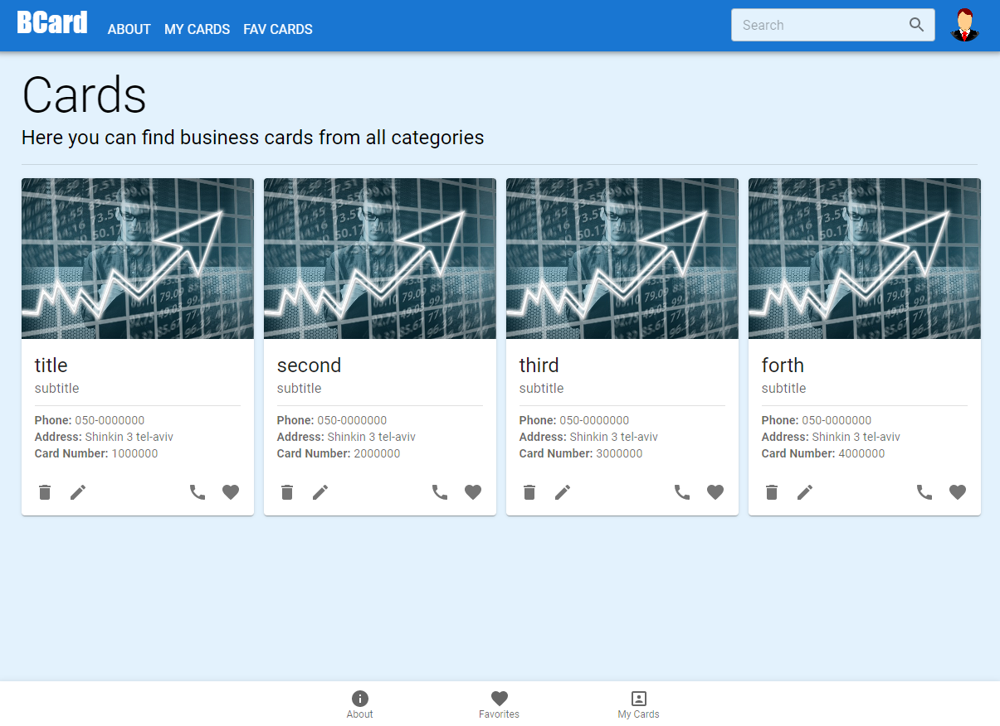 BCard
ABOUT MY CARDS FAV CARDS
Search
Cards
Here you can find business cards from all categories
title
subtitle
Phone: 050-0000000
Address: Shinkin 3 tel-aviv
Card Number: 1000000
second
subtitle
Phone: 050-0000000
Address: Shinkin 3 tel-aviv
Card Number: 2000000
third
subtitle
Phone: 050-0000000
Address: Shinkin 3 tel-aviv
Card Number: 3000000
forth
subtitle
Phone: 050-0000000
Address: Shinkin 3 tel-aviv
Card Number: 4000000
About
Favorites
My Cards